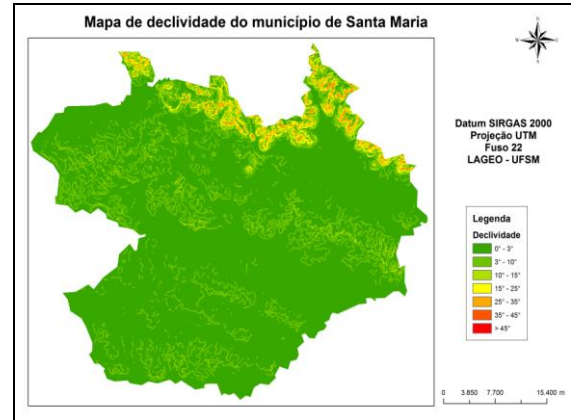 Mapa de declividade do município de Santa Maria
N
W E
S
Datum SIRGAS 2000
Projeção UTM
Fuso 22
LAGEO - UFSM
Legenda
Declividade
0° - 3°
3° - 10°
10° - 15°
15° - 25°
25° - 35°
35° - 45°
> 45°
0 3.850 7.700 15.400 m